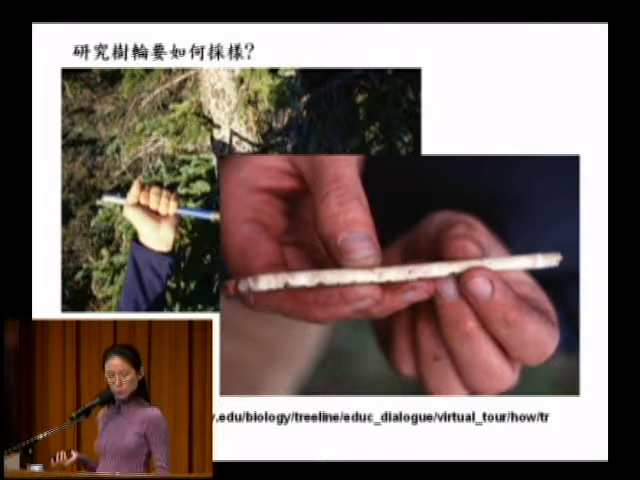 研究樹輪要如何採樣?
.edu/biology/treeline/educ_dialogue/virtual_tour/how/tr